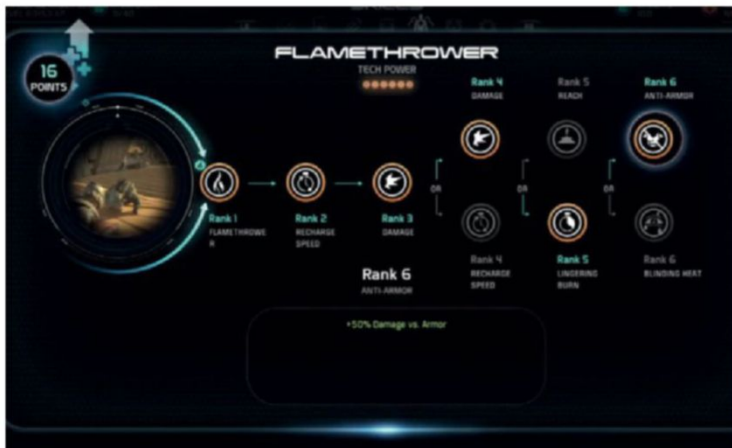 FLAMETHROWER
TECH POWER
16
POINTS
Rank 4
DAMAGE
Rank 5
REACH
Rank 6
ANTI-ARMOR
OR
OR
OR
Rank 1
FLAMETHROWE
R
Rank 2
RECHARGE
SPEED
Rank 3
DAMAGE
Rank 4
RECHARGE
SPEED
Rank 5
LINGERING
BURN
Rank 6
BLINDING HEAT
Rank 6
ANTI-ARMOR
+50% Damage vs. Armor